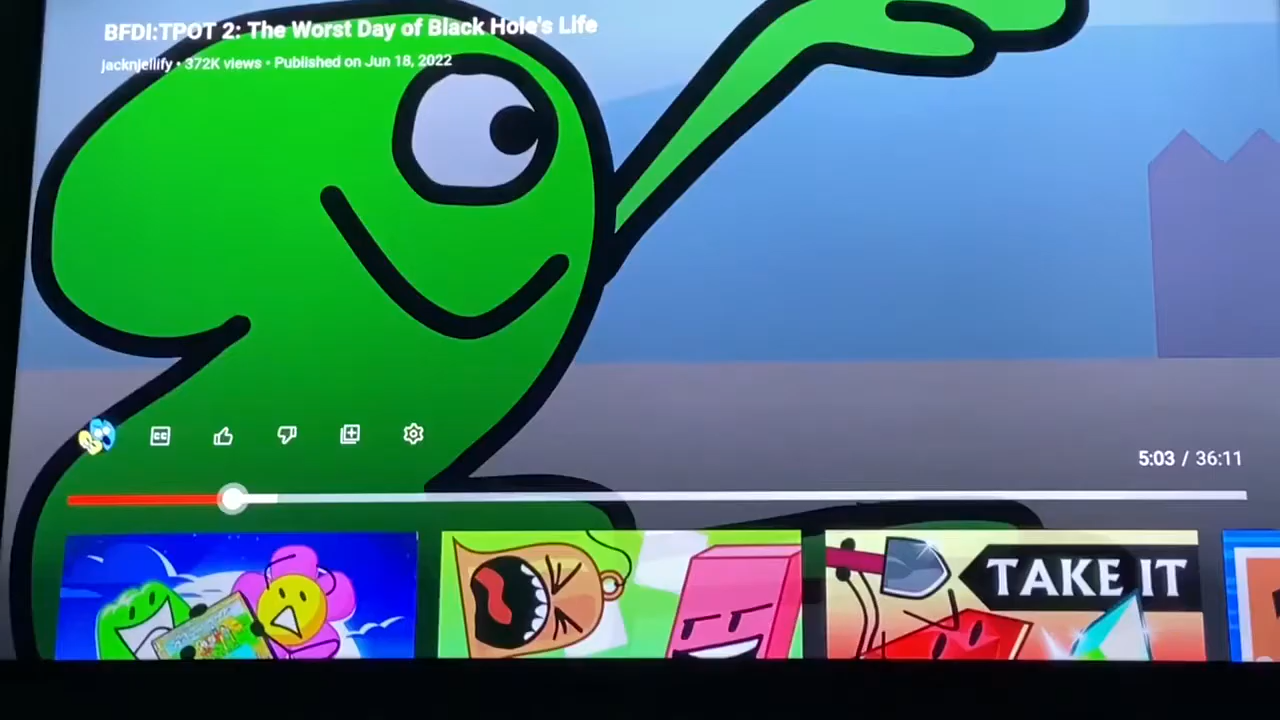 BFDI:TPOT 2: The Worst Day of Black Hole's Life
jacknjellify • 372K views • Published on Jun 18, 2022
CC
5:03 / 36:11
TAKE IT